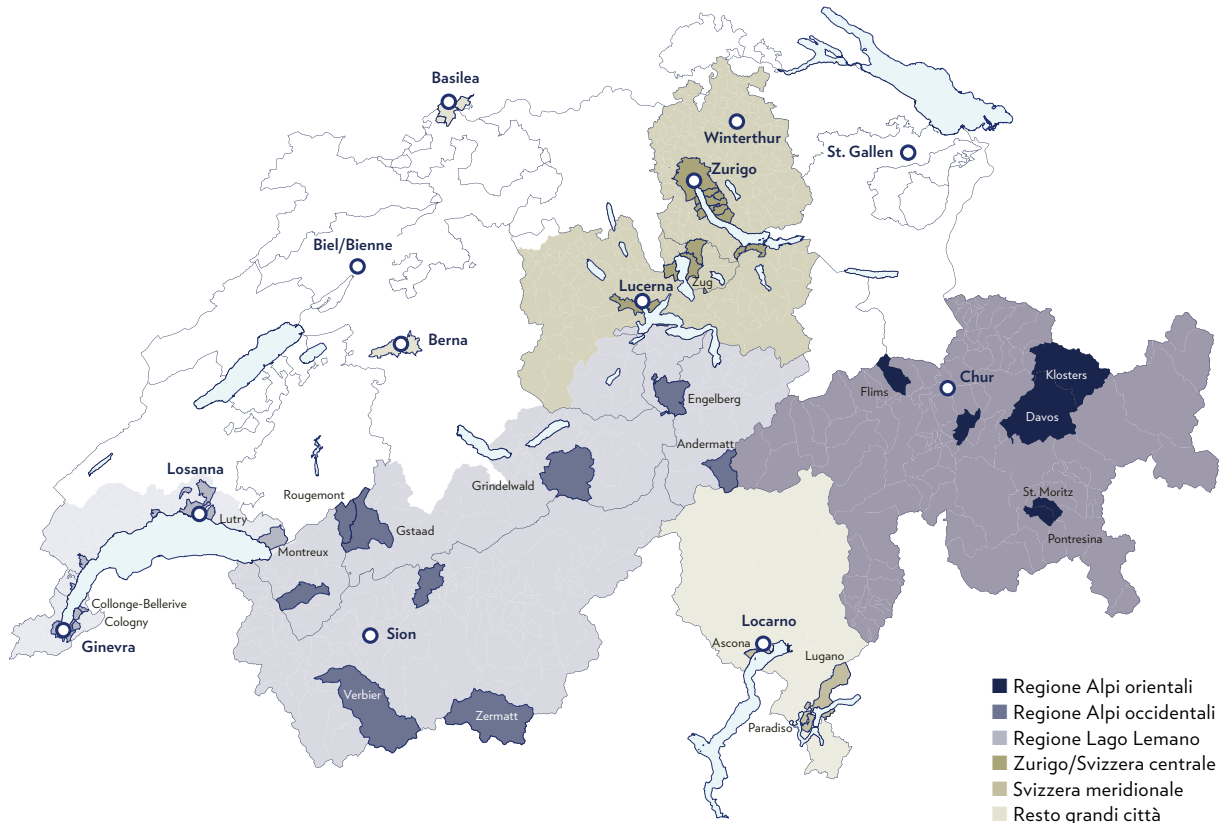 Basilea
Winterthur
St. Gallen
Zurigo
Biel/Bienne
Zug
Lucerna
Berna
Chur
Klosters
Flims
Engelberg
Davos
Andermatt
Losanna
Grindelwald
Rougemont
St. Moritz
Lutry
Gstaad
Pontresina
Montreux
Collonge-Bellerive
Cologny
Ginevra
Sion
Locarno
Ascona
Lugano
Verbier
Zermatt
Paradiso
Regione Alpi orientali
Regione Alpi occidentali
Regione Lago Lemano
Zurigo/Svizzera centrale
Svizzera meridionale
Resto grandi città